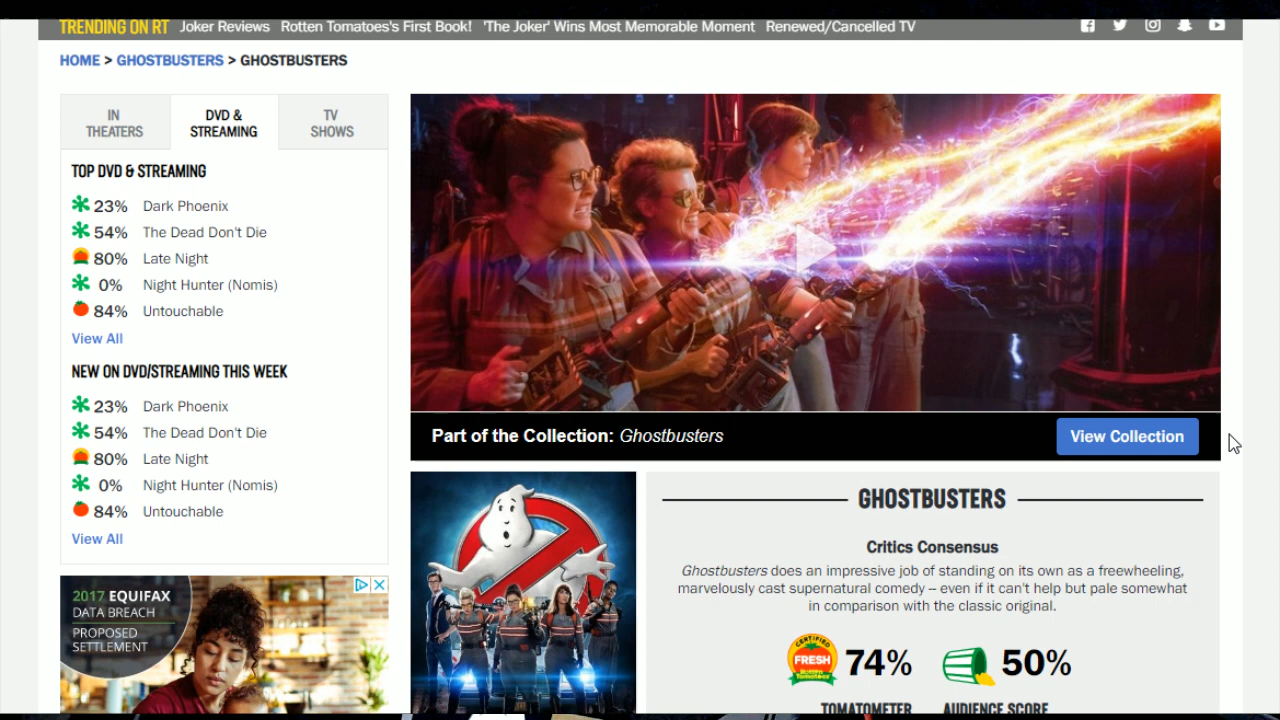 TRENDING ON RT Joker Reviews Rotten Tomatoes's First Book! 'The Joker' Wins Most Memorable Moment Renewed/Cancelled TV
HOME > GHOSTBUSTERS > GHOSTBUSTERS
IN THEATERS
DVD & STREAMING
TV SHOWS
TOP DVD & STREAMING
23% Dark Phoenix
54% The Dead Don't Die
80% Late Night
0% Night Hunter (Nomis)
84% Untouchable
View All
NEW ON DVD/STREAMING THIS WEEK
23% Dark Phoenix
54% The Dead Don't Die
80% Late Night
0% Night Hunter (Nomis)
84% Untouchable
View All
2017 EQUIFAX
DATA BREACH
PROPOSED
SETTLEMENT
Part of the Collection: Ghostbusters View Collection
GHOSTBUSTERS
Critics Consensus
Ghostbusters does an impressive job of standing on its own as a freewheeling,
marvelously cast supernatural comedy -- even if it can't help but pale somewhat
in comparison with the classic original.
CERTIFIED
FRESH
Rotten
Tomatoes
74% 50%
TOMATOMETER AUDIENCE SCORE